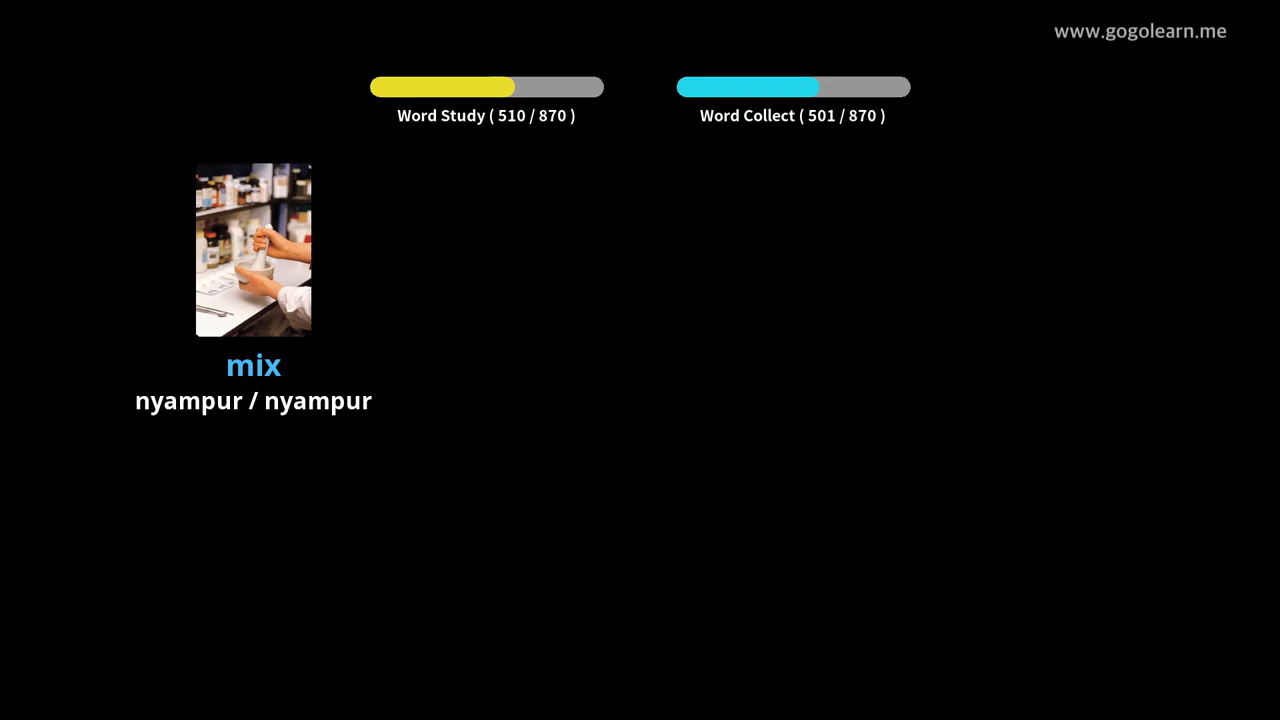 www.gogolearn.me
Word Study ( 510 / 870 )
Word Collect ( 501 / 870 )
mix
nyampur / nyampur